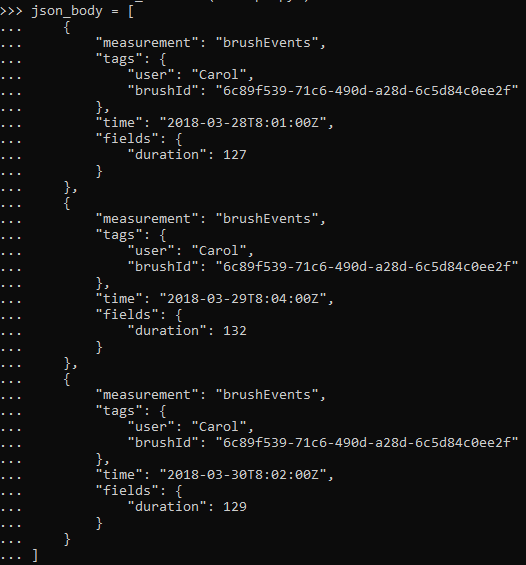 >>> json_body = [
...     {
...         "measurement": "brushEvents",
...         "tags": {
...             "user": "Carol",
...             "brushId": "6c89f539-71c6-490d-a28d-6c5d84c0ee2f"
...         },
...         "time": "2018-03-28T8:01:00Z",
...         "fields": {
...             "duration": 127
...         }
...     },
...     {
...         "measurement": "brushEvents",
...         "tags": {
...             "user": "Carol",
...             "brushId": "6c89f539-71c6-490d-a28d-6c5d84c0ee2f"
...         },
...         "time": "2018-03-29T8:04:00Z",
...         "fields": {
...             "duration": 132
...         }
...     },
...     {
...         "measurement": "brushEvents",
...         "tags": {
...             "user": "Carol",
...             "brushId": "6c89f539-71c6-490d-a28d-6c5d84c0ee2f"
...         },
...         "time": "2018-03-30T8:02:00Z",
...         "fields": {
...             "duration": 129
...         }
...     }
... ]